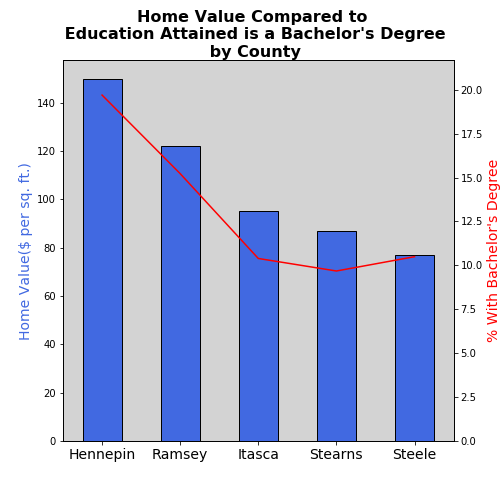 Home Value Compared to
Education Attained is a Bachelor's Degree
by County
Home Value($ per sq. ft.)
140
120
100
80
60
40
20
0
20.0
17.5
15.0
12.5
10.0
7.5
5.0
2.5
0.0
% With Bachelor's Degree
Hennepin Ramsey Itasca Stearns Steele